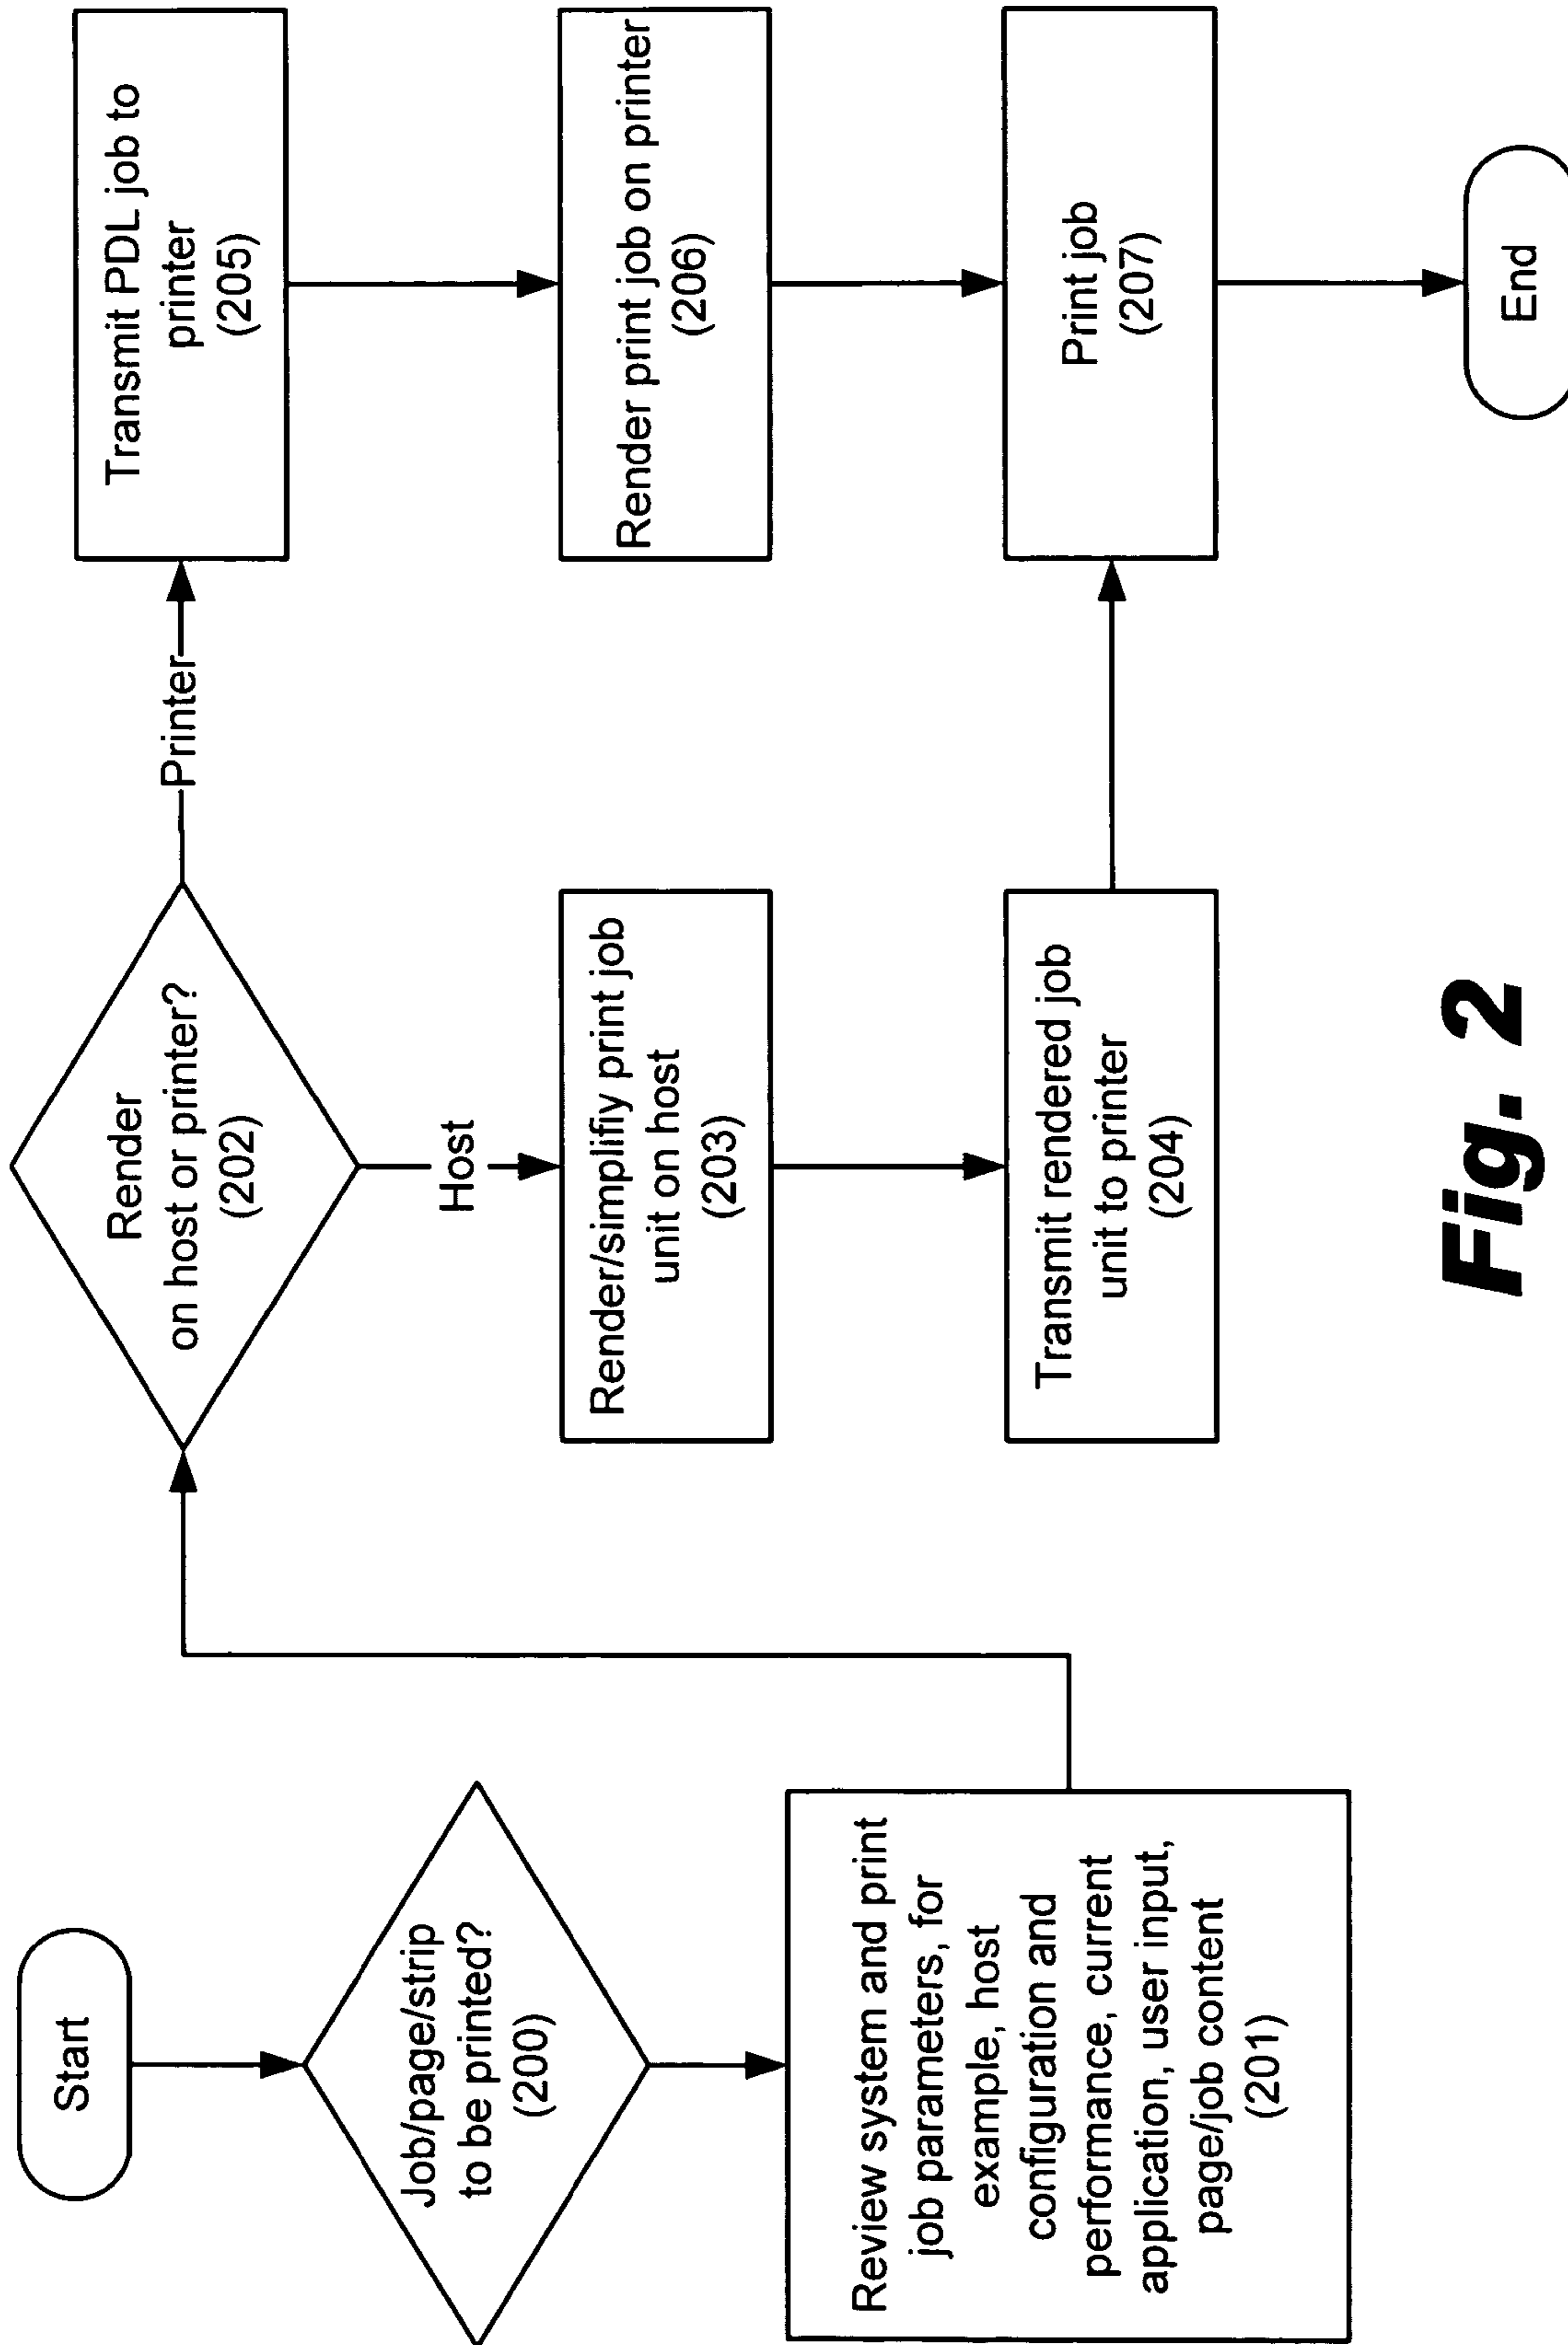 Start
Job/page/strip
to be printed?
(200)
Review system and print
job parameters, for
example, host
configuration and
performance, current
application, user input,
page/job content
(201)
Render
on host or printer?
(202)
Host
Printer
Render/simplifiy print job
unit on host
(203)
Transmit rendered job
unit to printer
(204)
Transmit PDL job to
printer
(205)
Render print job on printer
(206)
Print job
(207)
End
Fig. 2